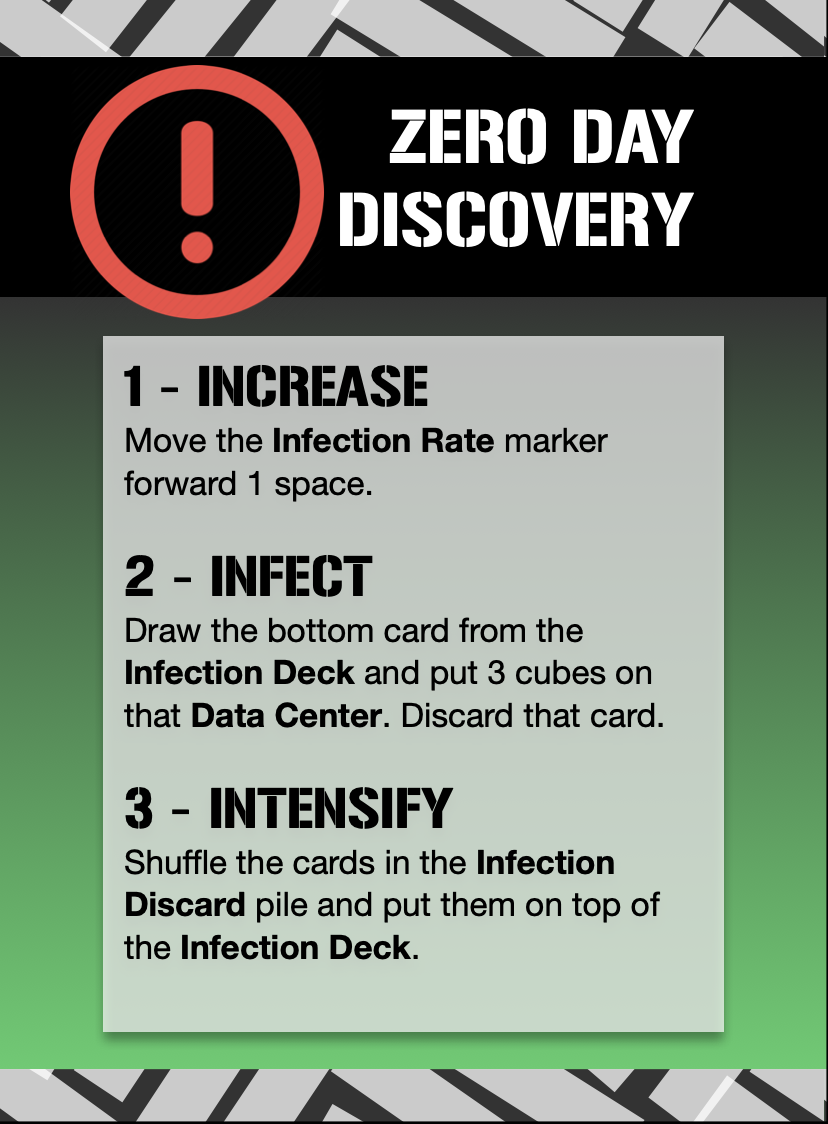 ZERO DAY
DISCOVERY
1 - INCREASE
Move the Infection Rate marker
forward 1 space.
2 - INFECT
Draw the bottom card from the
Infection Deck and put 3 cubes on
that Data Center. Discard that card.
3 - INTENSIFY
Shuffle the cards in the Infection
Discard pile and put them on top of
the Infection Deck.